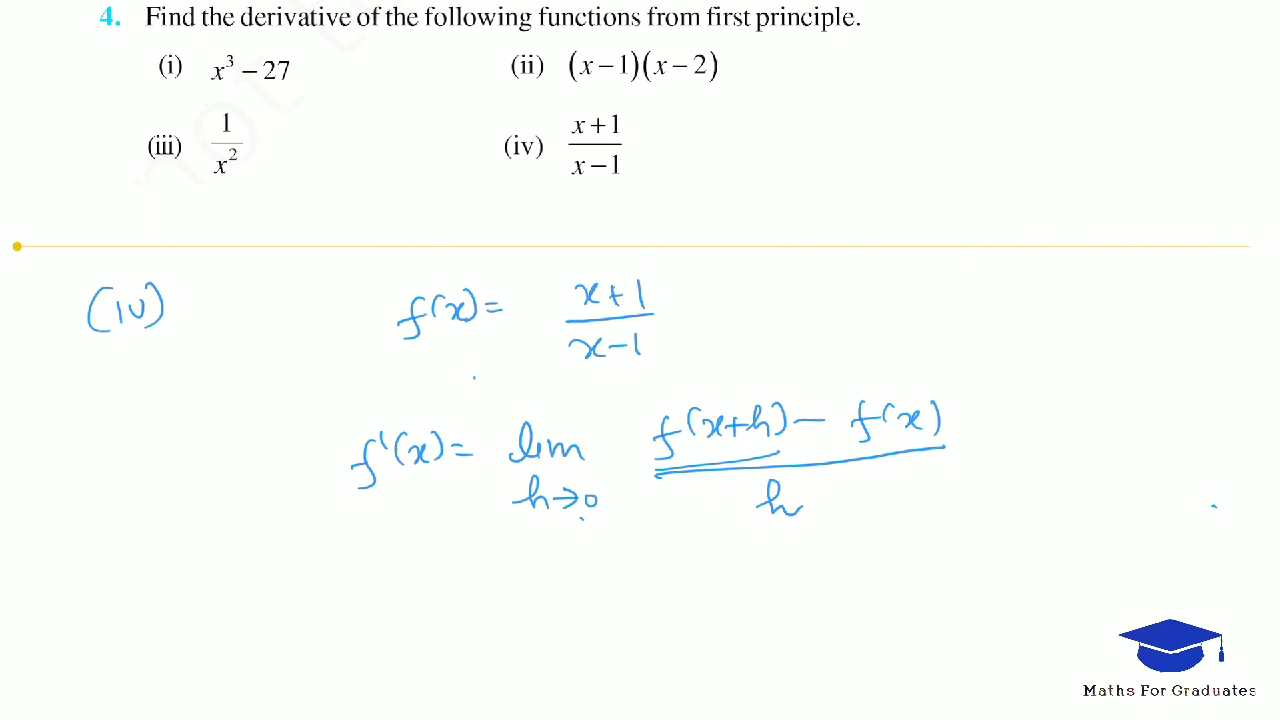 4. Find the derivative of the following functions from first principle.
(i) x³ − 27 (ii) (x − 1)(x − 2)
(iii) 1/x² (iv) (x + 1)/(x − 1)
(iv) f(x) = (x + 1)/(x − 1)
f'(x) = lim h→0 (f(x+h) − f(x))/h
Maths For Graduates